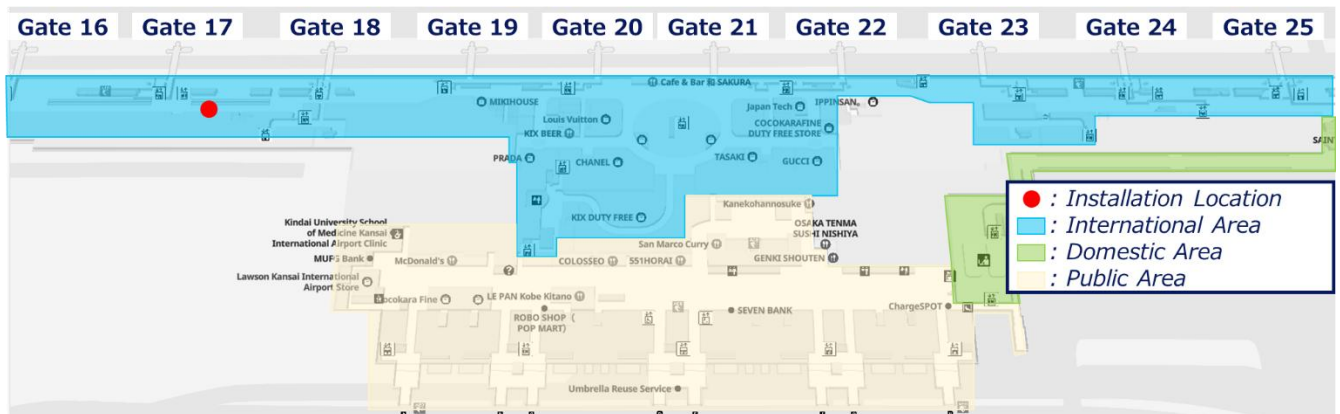 Gate 16
Gate 17
Gate 18
Gate 19
Gate 20
Gate 21
Gate 22
Gate 23
Gate 24
Gate 25
Cafe & Bar KI SAKURA
MIKIHOUSE
Japan Tech
IPPINSAN,
Louis Vuitton
COCOKARAFINE
DUTY FREE STORE
KIX BEER
PRADA
CHANEL
TASAKI
GUCCI
SAIN
: Installation Location
: International Area
: Domestic Area
: Public Area
KIX DUTY FREE
Kanekohannosuke
Kindai University School
of Medicine Kansai
International Airport Clinic
OSAKA TENMA
SUSHI NISHIYA
San Marco Curry
MUFG Bank
McDonald's
COLOSSEO
551HORAI
GENKI SHOUTEN
Lawson Kansai International
Airport Store
Cocokara Fine
LE PAN Kobe Kitano
ROBO SHOP (
POP MART)
SEVEN BANK
ChargeSPOT
Umbrella Reuse Service